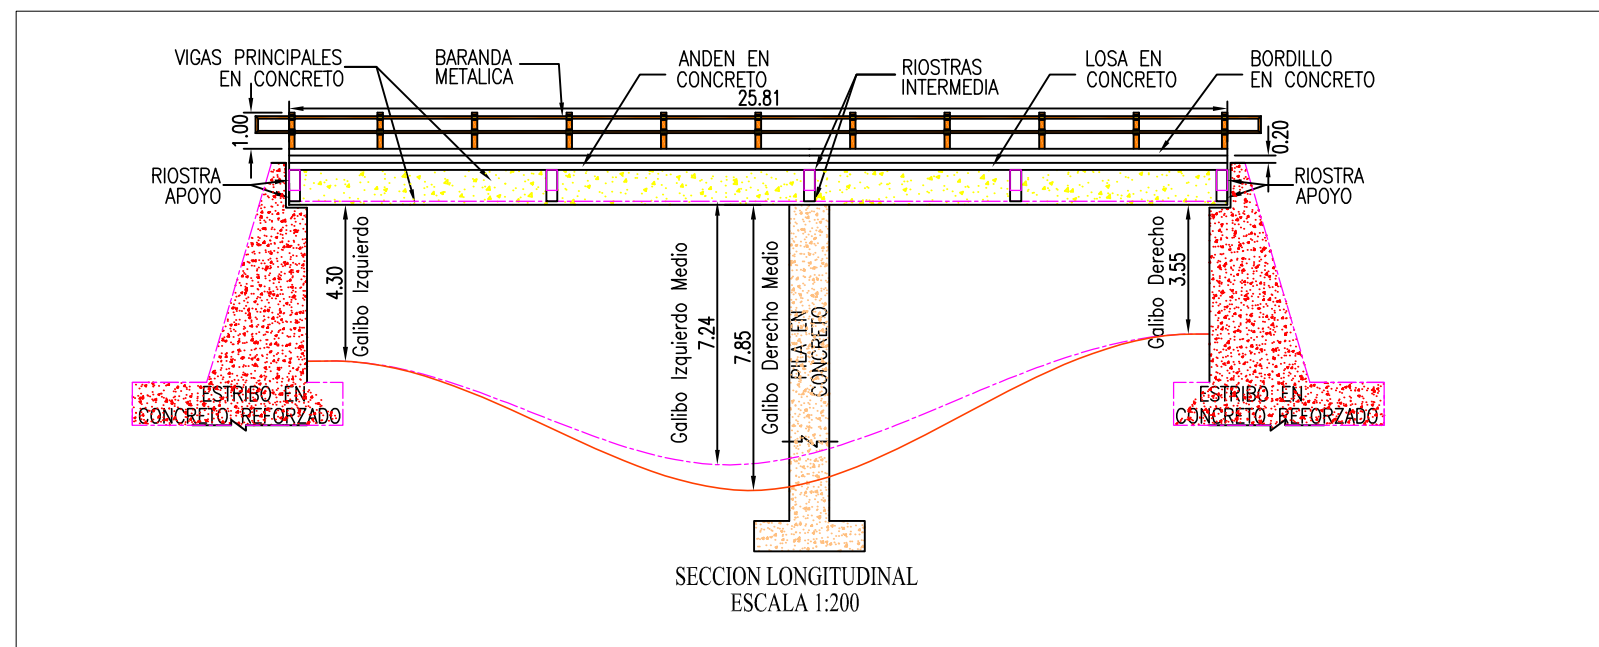 VIGAS PRINCIPALES
EN CONCRETO
BARANDA
METALICA
ANDEN EN
CONCRETO
RIOSTRAS
INTERMEDIA
LOSA EN
CONCRETO
BORDILLO
EN CONCRETO
25.81
1.00
0.20
RIOSTRA
APOYO
RIOSTRA
APOYO
4.30
Galibo Izquierdo
Galibo Izquierdo Medio
7.24
7.85
Galibo Derecho Medio
PILA EN
CONCRETO
Galibo Derecho
3.55
ESTRIBO EN
CONCRETO REFORZADO
ESTRIBO EN
CONCRETO REFORZADO
SECCION LONGITUDINAL
ESCALA 1:200